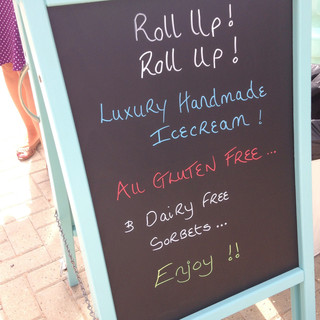 Roll Up!
Roll Up!
Luxury Handmade
Icecream!
All Gluten Free...
3 Dairy Free
Sorbets...
Enjoy!!